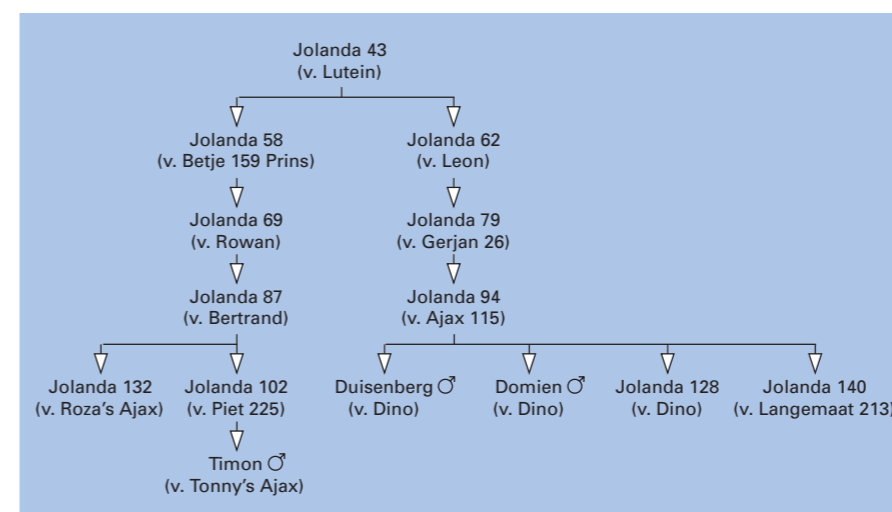 Jolanda 43
(v. Lutein)
Jolanda 58
(v. Betje 159 Prins)
Jolanda 62
(v. Leon)
Jolanda 69
(v. Rowan)
Jolanda 79
(v. Gerjan 26)
Jolanda 87
(v. Bertrand)
Jolanda 94
(v. Ajax 115)
Jolanda 132
(v. Roza's Ajax)
Jolanda 102
(v. Piet 225)
Duisenberg ♂
(v. Dino)
Domien ♂
(v. Dino)
Jolanda 128
(v. Dino)
Jolanda 140
(v. Langemaat 213)
Timon ♂
(v. Tonny's Ajax)